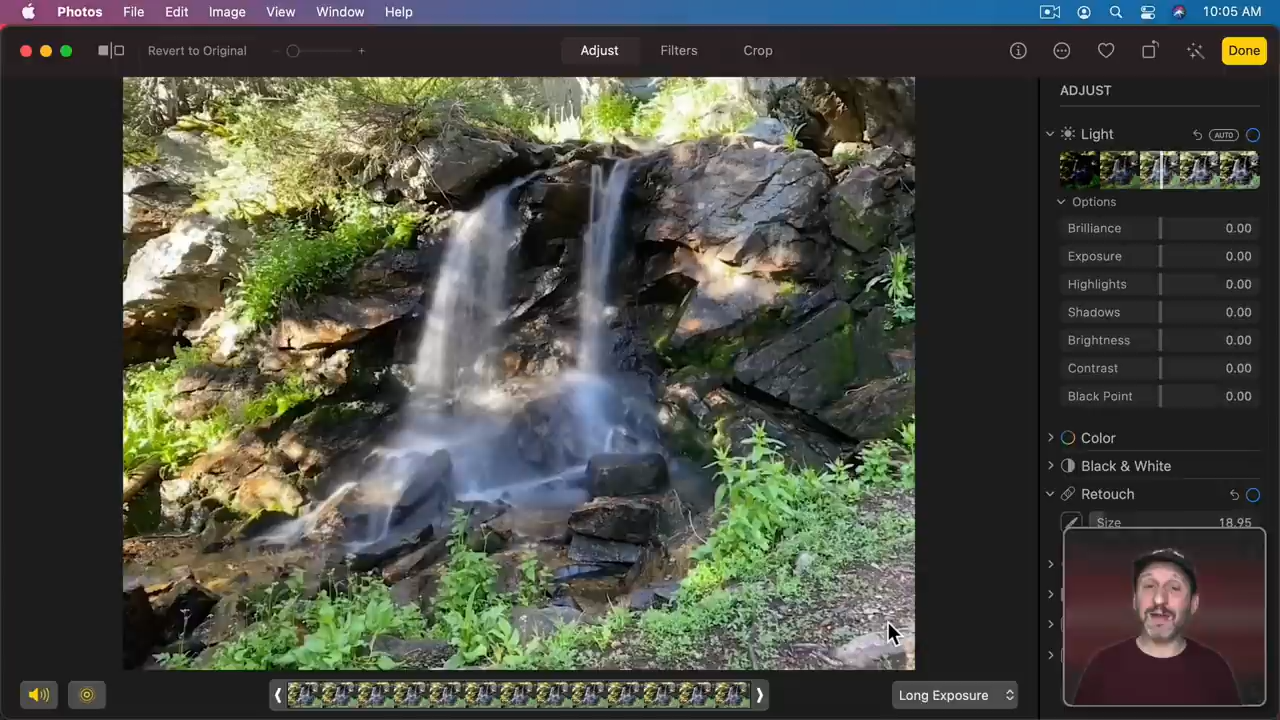 Photos File Edit Image View Window Help 10:05 AM
Revert to Original - + Adjust Filters Crop Done
ADJUST
Light AUTO
Options
Brilliance 0.00
Exposure 0.00
Highlights 0.00
Shadows 0.00
Brightness 0.00
Contrast 0.00
Black Point 0.00
Color
Black & White
Retouch
Size 18.95
Long Exposure